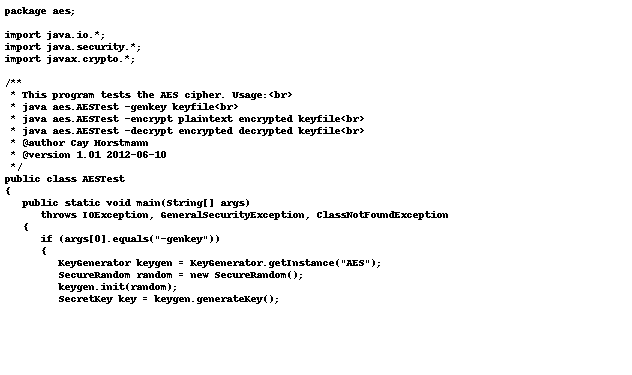 package aes;

import java.io.*;
import java.security.*;
import javax.crypto.*;

/**
 * This program tests the AES cipher. Usage:<br>
 * java aes.AESTest -genkey keyfile<br>
 * java aes.AESTest -encrypt plaintext encrypted keyfile<br>
 * java aes.AESTest -decrypt encrypted decrypted keyfile<br>
 * @author Cay Horstmann
 * @version 1.01 2012-06-10
 */
public class AESTest
{
   public static void main(String[] args)
      throws IOException, GeneralSecurityException, ClassNotFoundException
   {
      if (args[0].equals("-genkey"))
      {
         KeyGenerator keygen = KeyGenerator.getInstance("AES");
         SecureRandom random = new SecureRandom();
         keygen.init(random);
         SecretKey key = keygen.generateKey();